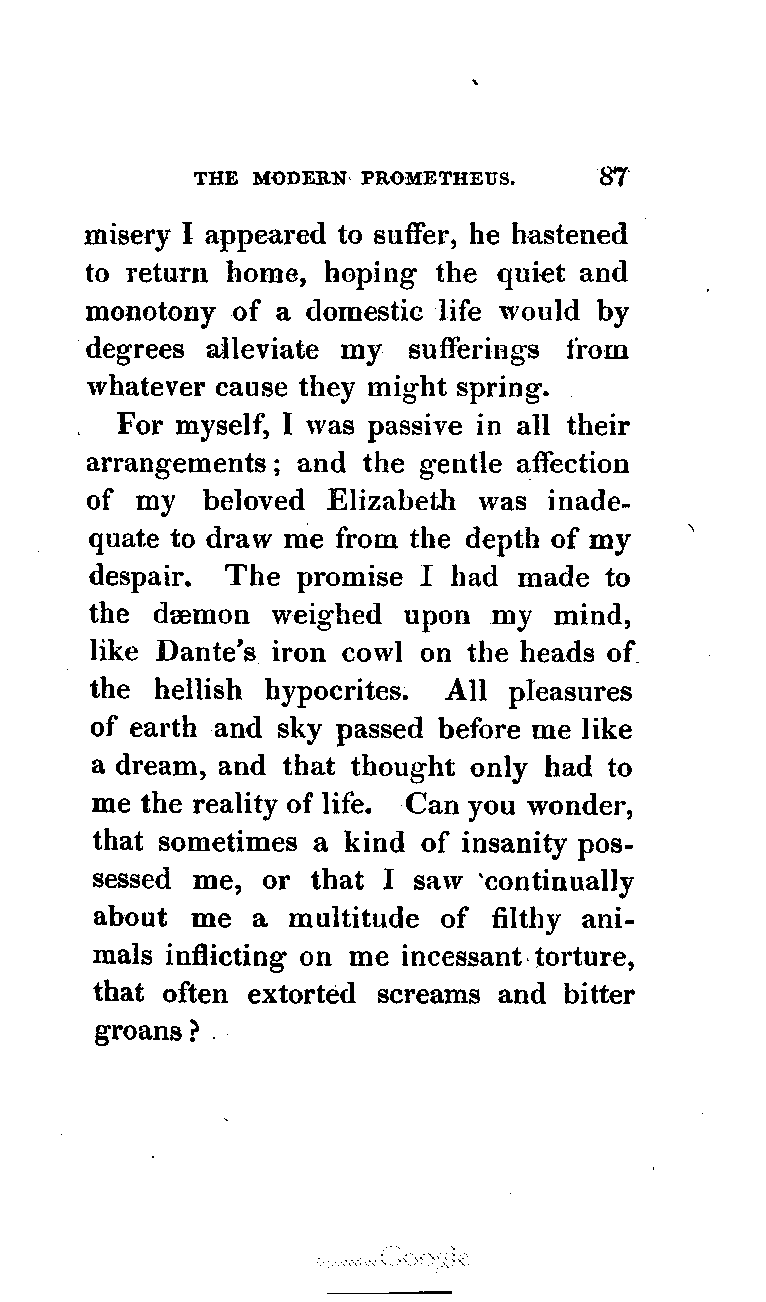 THE MODERN PROMETHEUS. 87
misery I appeared to suffer, he hastened
to return home, hoping the quiet and
monotony of a domestic life would by
degrees alleviate my sufferings from
whatever cause they might spring.
For myself, I was passive in all their
arrangements; and the gentle affection
of my beloved Elizabeth was inade-
quate to draw me from the depth of my
despair. The promise I had made to
the dæmon weighed upon my mind,
like Dante's iron cowl on the heads of
the hellish hypocrites. All pleasures
of earth and sky passed before me like
a dream, and that thought only had to
me the reality of life. Can you wonder,
that sometimes a kind of insanity pos-
sessed me, or that I saw continually
about me a multitude of filthy ani-
mals inflicting on me incessant torture,
that often extorted screams and bitter
groans?
Google